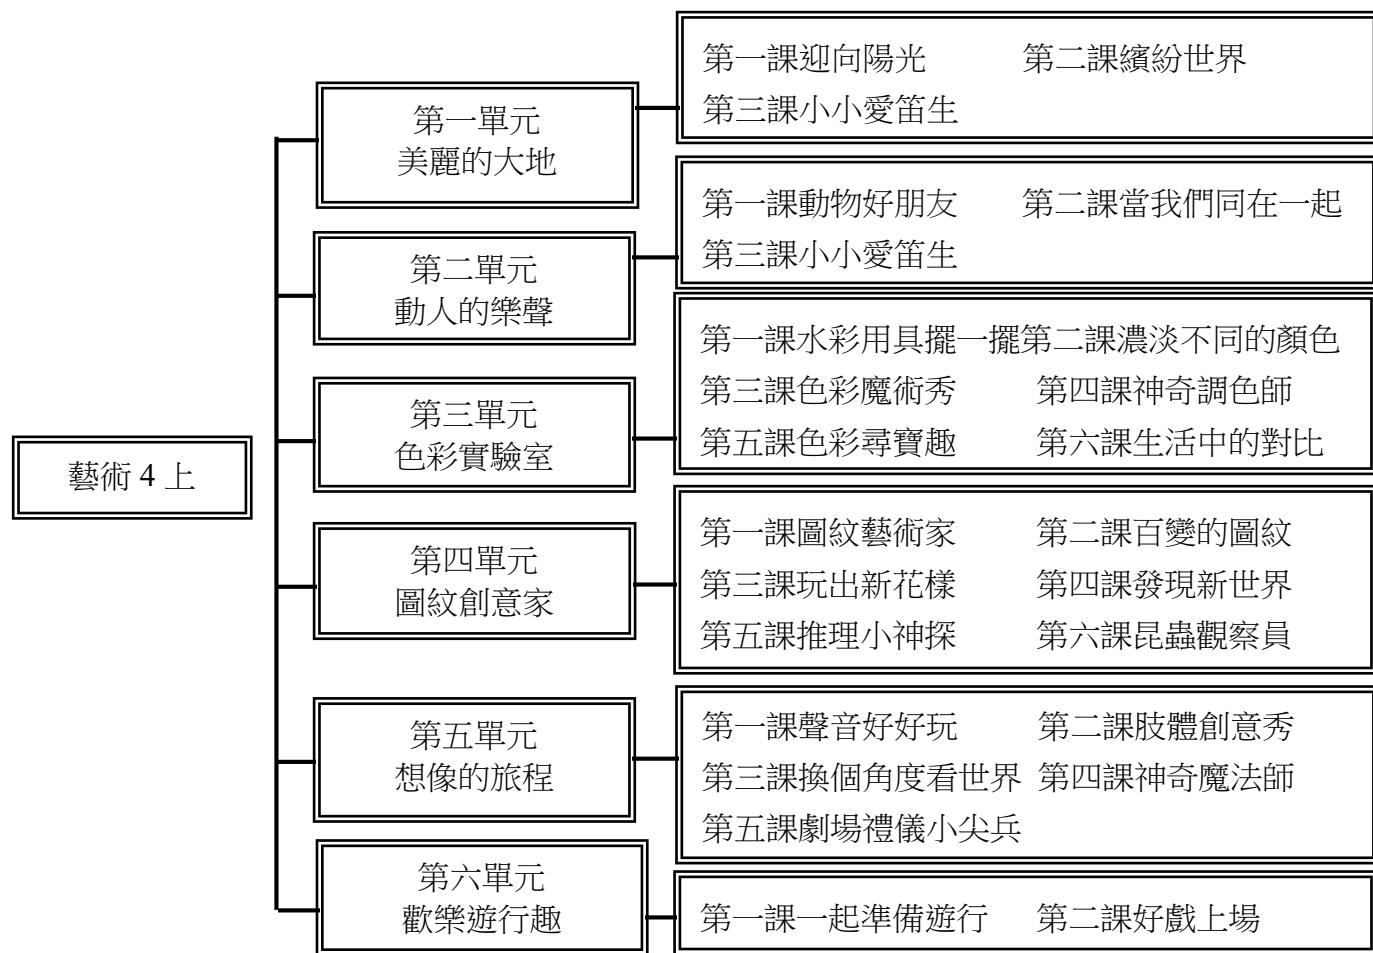 藝術 4 上
第一單元
美麗的大地
第一課迎向陽光 第二課繽紛世界
第三課小小愛笛生
第二單元
動人的樂聲
第一課動物好朋友 第二課當我們同在一起
第三課小小愛笛生
第三單元
色彩實驗室
第一課水彩用具擺一擺第二課濃淡不同的顏色
第三課色彩魔術秀 第四課神奇調色師
第五課色彩尋寶趣 第六課生活中的對比
第四單元
圖紋創意家
第一課圖紋藝術家 第二課百變的圖紋
第三課玩出新花樣 第四課發現新世界
第五課推理小神探 第六課昆蟲觀察員
第五單元
想像的旅程
第一課聲音好好玩 第二課肢體創意秀
第三課換個角度看世界 第四課神奇魔法師
第五課劇場禮儀小尖兵
第六單元
歡樂遊行趣
第一課一起準備遊行 第二課好戲上場